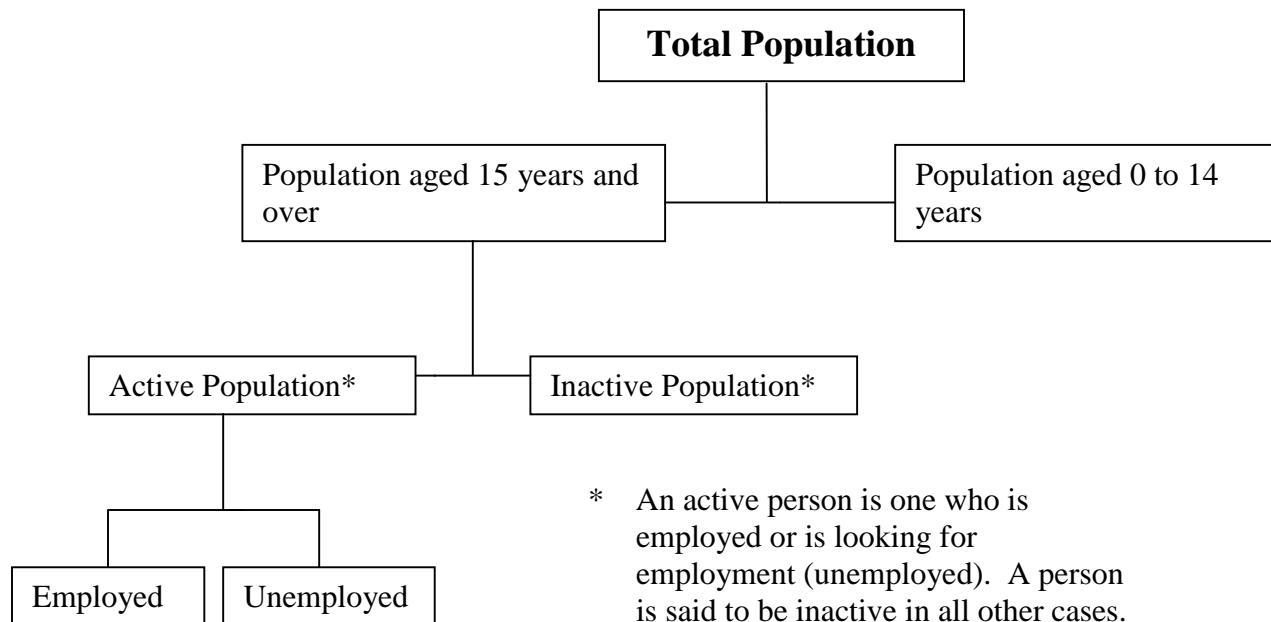 Total Population
Population aged 15 years and
over
Population aged 0 to 14
years
Active Population*
Inactive Population*
* An active person is one who is
employed or is looking for
employment (unemployed). A person
is said to be inactive in all other cases.
Employed
Unemployed